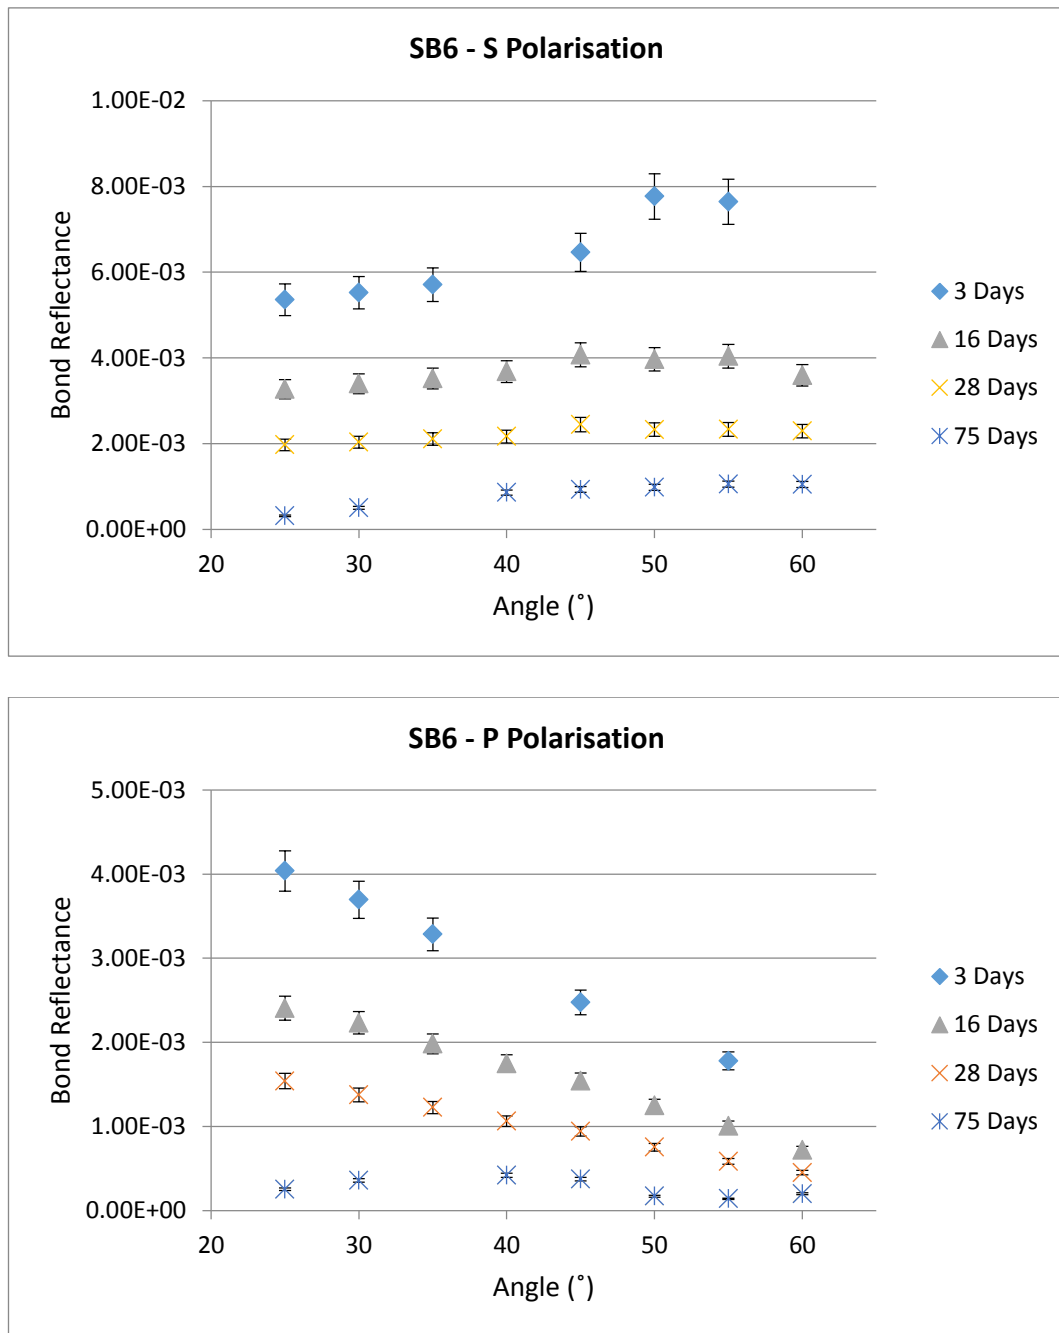 SB6 - S Polarisation
1.00E-02
8.00E-03
6.00E-03
4.00E-03
2.00E-03
0.00E+00
20 30 40 50 60
Angle (˚)
Bond Reflectance
3 Days
16 Days
28 Days
75 Days
SB6 - P Polarisation
5.00E-03
4.00E-03
3.00E-03
2.00E-03
1.00E-03
0.00E+00
20 30 40 50 60
Angle (˚)
Bond Reflectance
3 Days
16 Days
28 Days
75 Days